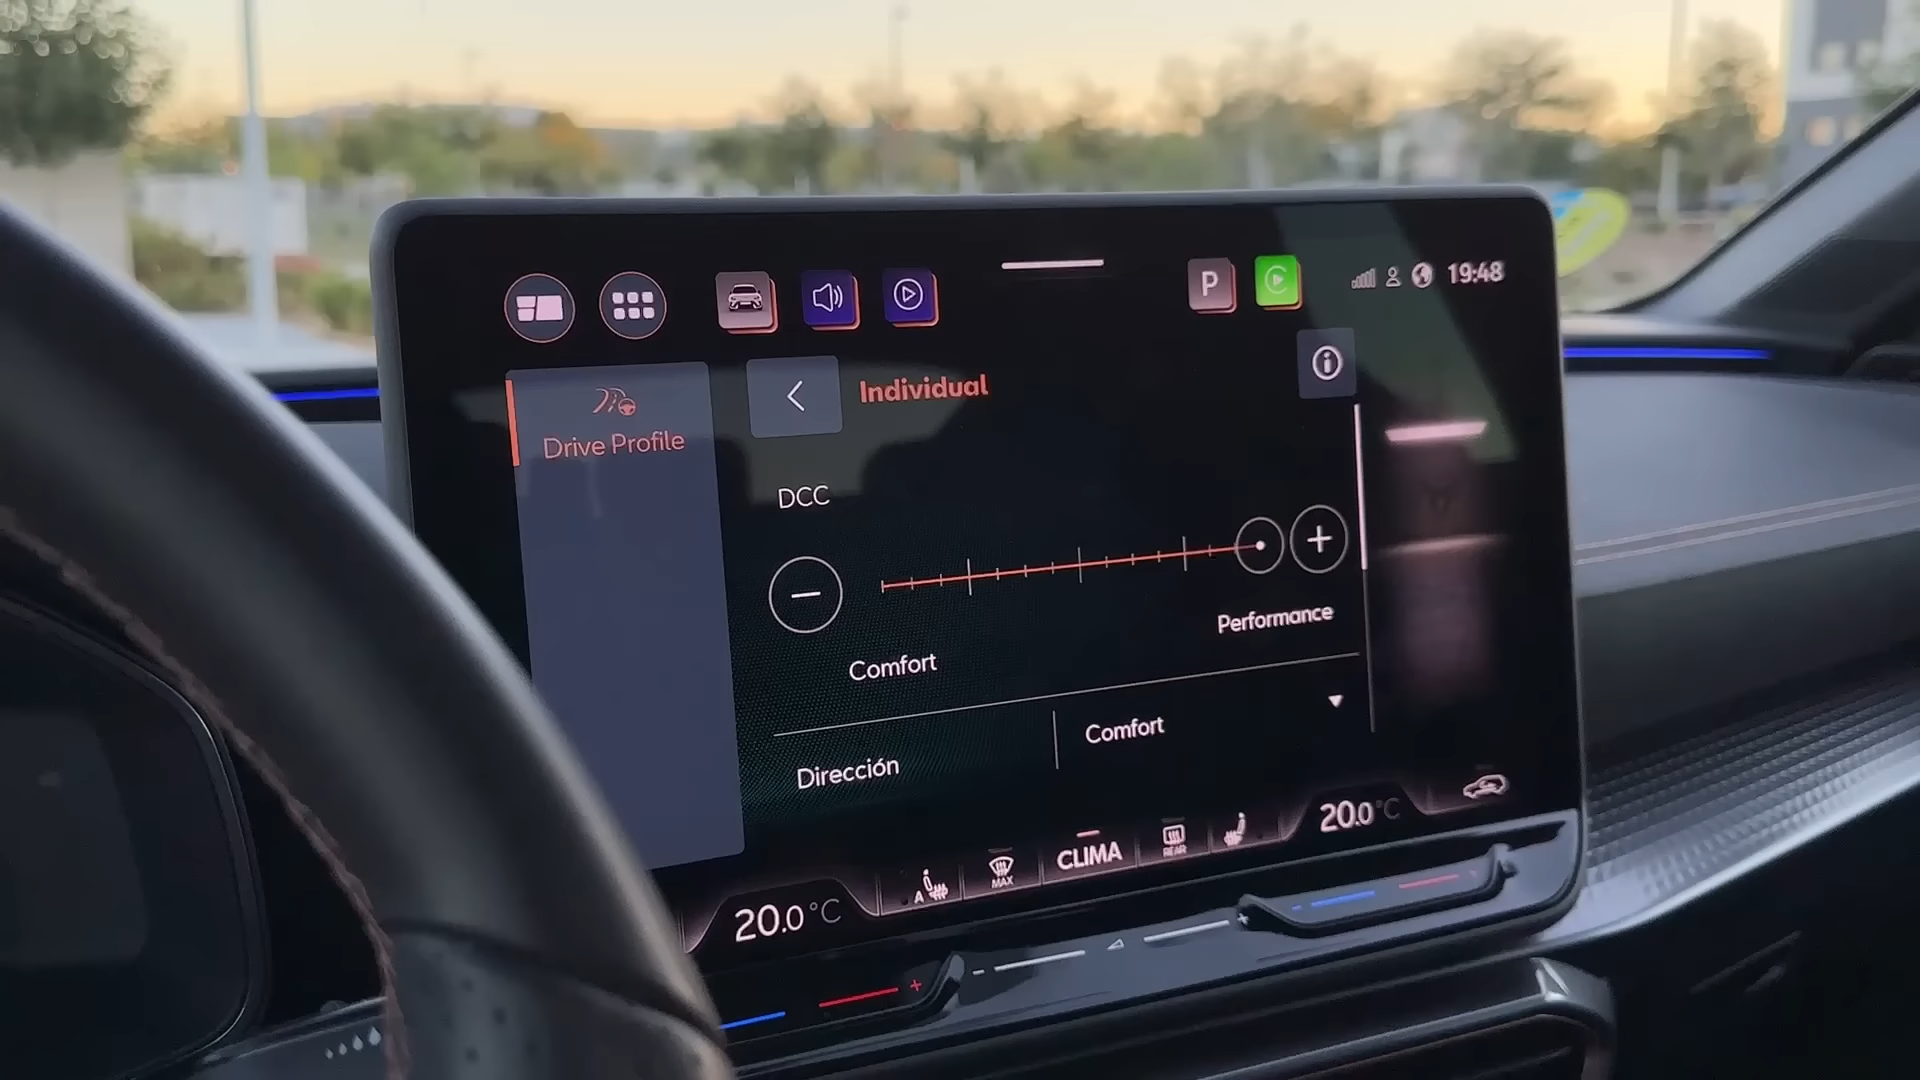 P
19:48
Drive Profile
Individual
DCC
Performance
Comfort
Dirección
Comfort
20.0°C
A
MAX
CLIMA
REAR
20.0°C